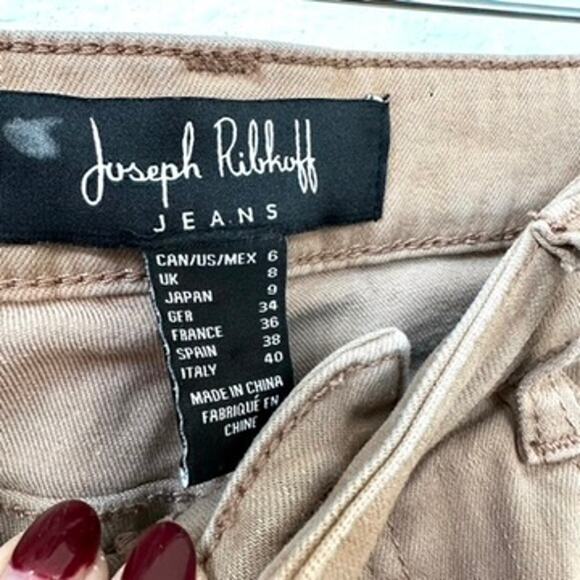 Joseph Ribkoff
JEANS
CAN/US/MEX 6
UK 8
JAPAN 9
GER 34
FRANCE 36
SPAIN 38
ITALY 40
MADE IN CHINA
FABRIQUÉ EN
CHINE